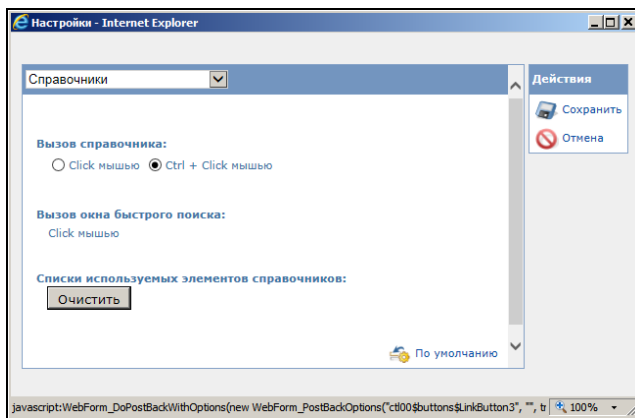 Настройки - Internet Explorer
Справочники
Действия
Сохранить
Отмена
Вызов справочника:
Click мышью Ctrl + Click мышью
Вызов окна быстрого поиска:
Click мышью
Списки используемых элементов справочников:
Очистить
По умолчанию
javascript:WebForm_DoPostBackWithOptions(new WebForm_PostBackOptions("ctl00$buttons$LinkButton3", "", tr 100%